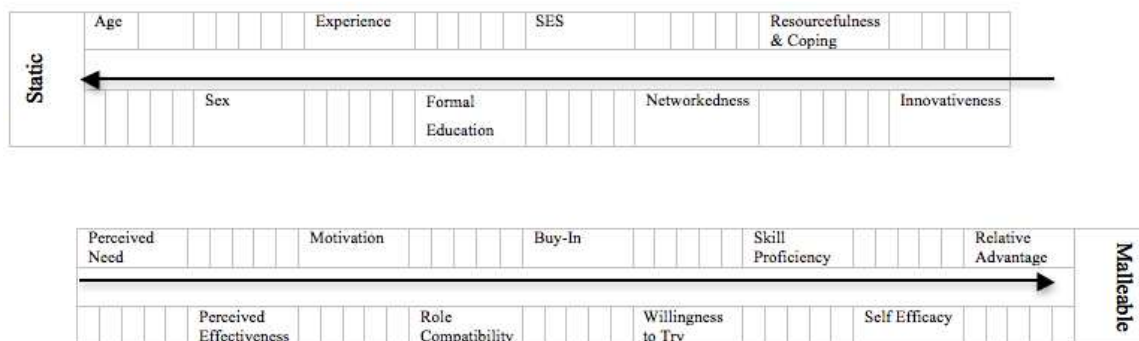 Static
Age Experience SES Resourcefulness
& Coping
Sex Formal Networkedness Innovativeness
Education
Perceived Motivation Buy-In Skill Relative
Need Proficiency Advantage
Perceived Role Willingness Self Efficacy
Effectiveness Compatibility to Try
Malleable